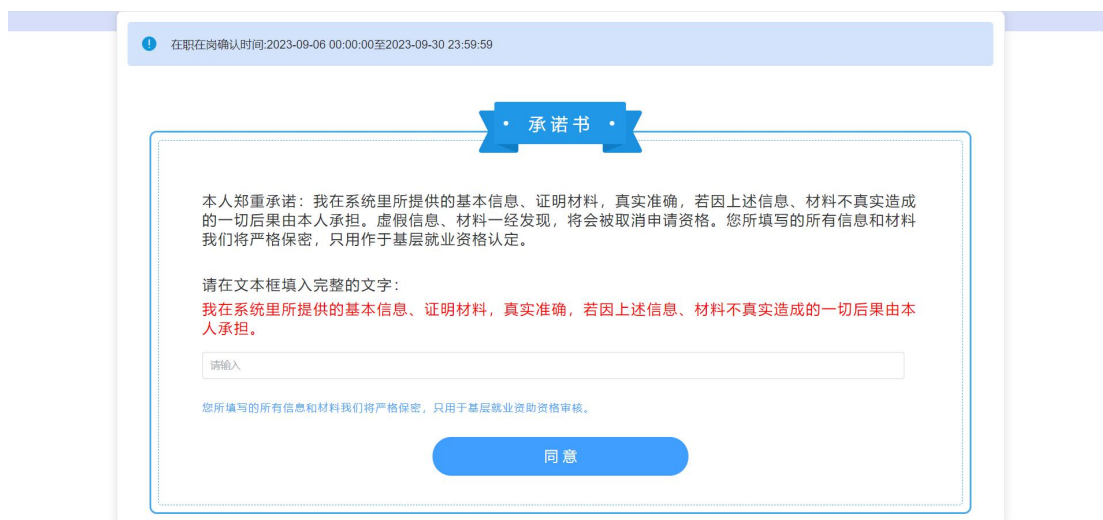 在职在岗确认时间:2023-09-06 00:00:00至2023-09-30 23:59:59
· 承诺书 ·
本人郑重承诺：我在系统里所提供的基本信息、证明材料，真实准确，若因上述信息、材料不真实造成
的一切后果由本人承担。虚假信息、材料一经发现，将会被取消申请资格。您所填写的所有信息和材料
我们将严格保密，只用作于基层就业资格认定。
请在文本框填入完整的文字：
我在系统里所提供的基本信息、证明材料，真实准确，若因上述信息、材料不真实造成的一切后果由本
人承担。
请输入
您所填写的所有信息和材料我们将严格保密，只用于基层就业资助资格审核。
同意